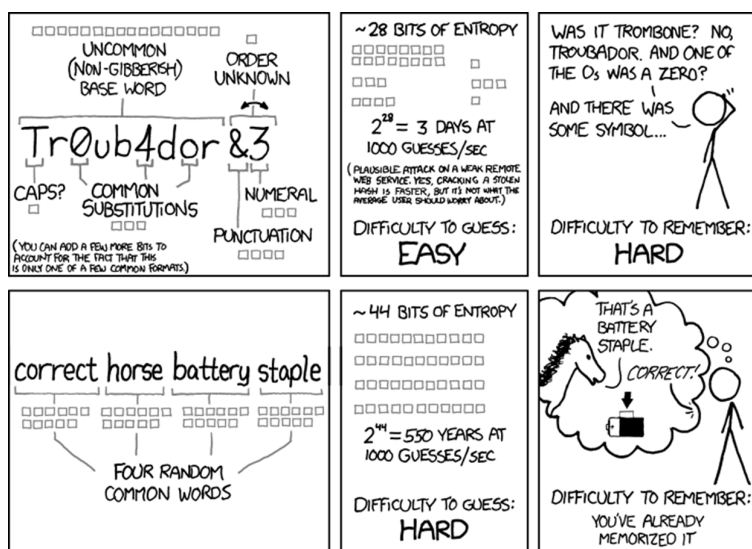 UNCOMMON
(NON-GIBBERISH)
BASE WORD
ORDER
UNKNOWN
Tr0ub4dor &3
CAPS?
COMMON
SUBSTITUTIONS
NUMERAL
PUNCTUATION
(YOU CAN ADD A FEW MORE BITS TO
ACCOUNT FOR THE FACT THAT THIS
IS ONLY ONE OF A FEW COMMON FORMATS.)
~28 BITS OF ENTROPY
2^28 = 3 DAYS AT
1000 GUESSES/SEC
(PLAUSIBLE ATTACK ON A WEAK REMOTE
WEB SERVICE. YES, CRACKING A STOLEN
HASH IS FASTER, BUT IT'S NOT WHAT THE
AVERAGE USER SHOULD WORRY ABOUT.)
DIFFICULTY TO GUESS:
EASY
WAS IT TROMBONE? NO,
TROUBADOR. AND ONE OF
THE Os WAS A ZERO?
AND THERE WAS
SOME SYMBOL...
DIFFICULTY TO REMEMBER:
HARD
correct horse battery staple
FOUR RANDOM
COMMON WORDS
~44 BITS OF ENTROPY
2^44 = 550 YEARS AT
1000 GUESSES/SEC
DIFFICULTY TO GUESS:
HARD
THAT'S A
BATTERY
STAPLE.
CORRECT!
DIFFICULTY TO REMEMBER:
YOU'VE ALREADY
MEMORIZED IT